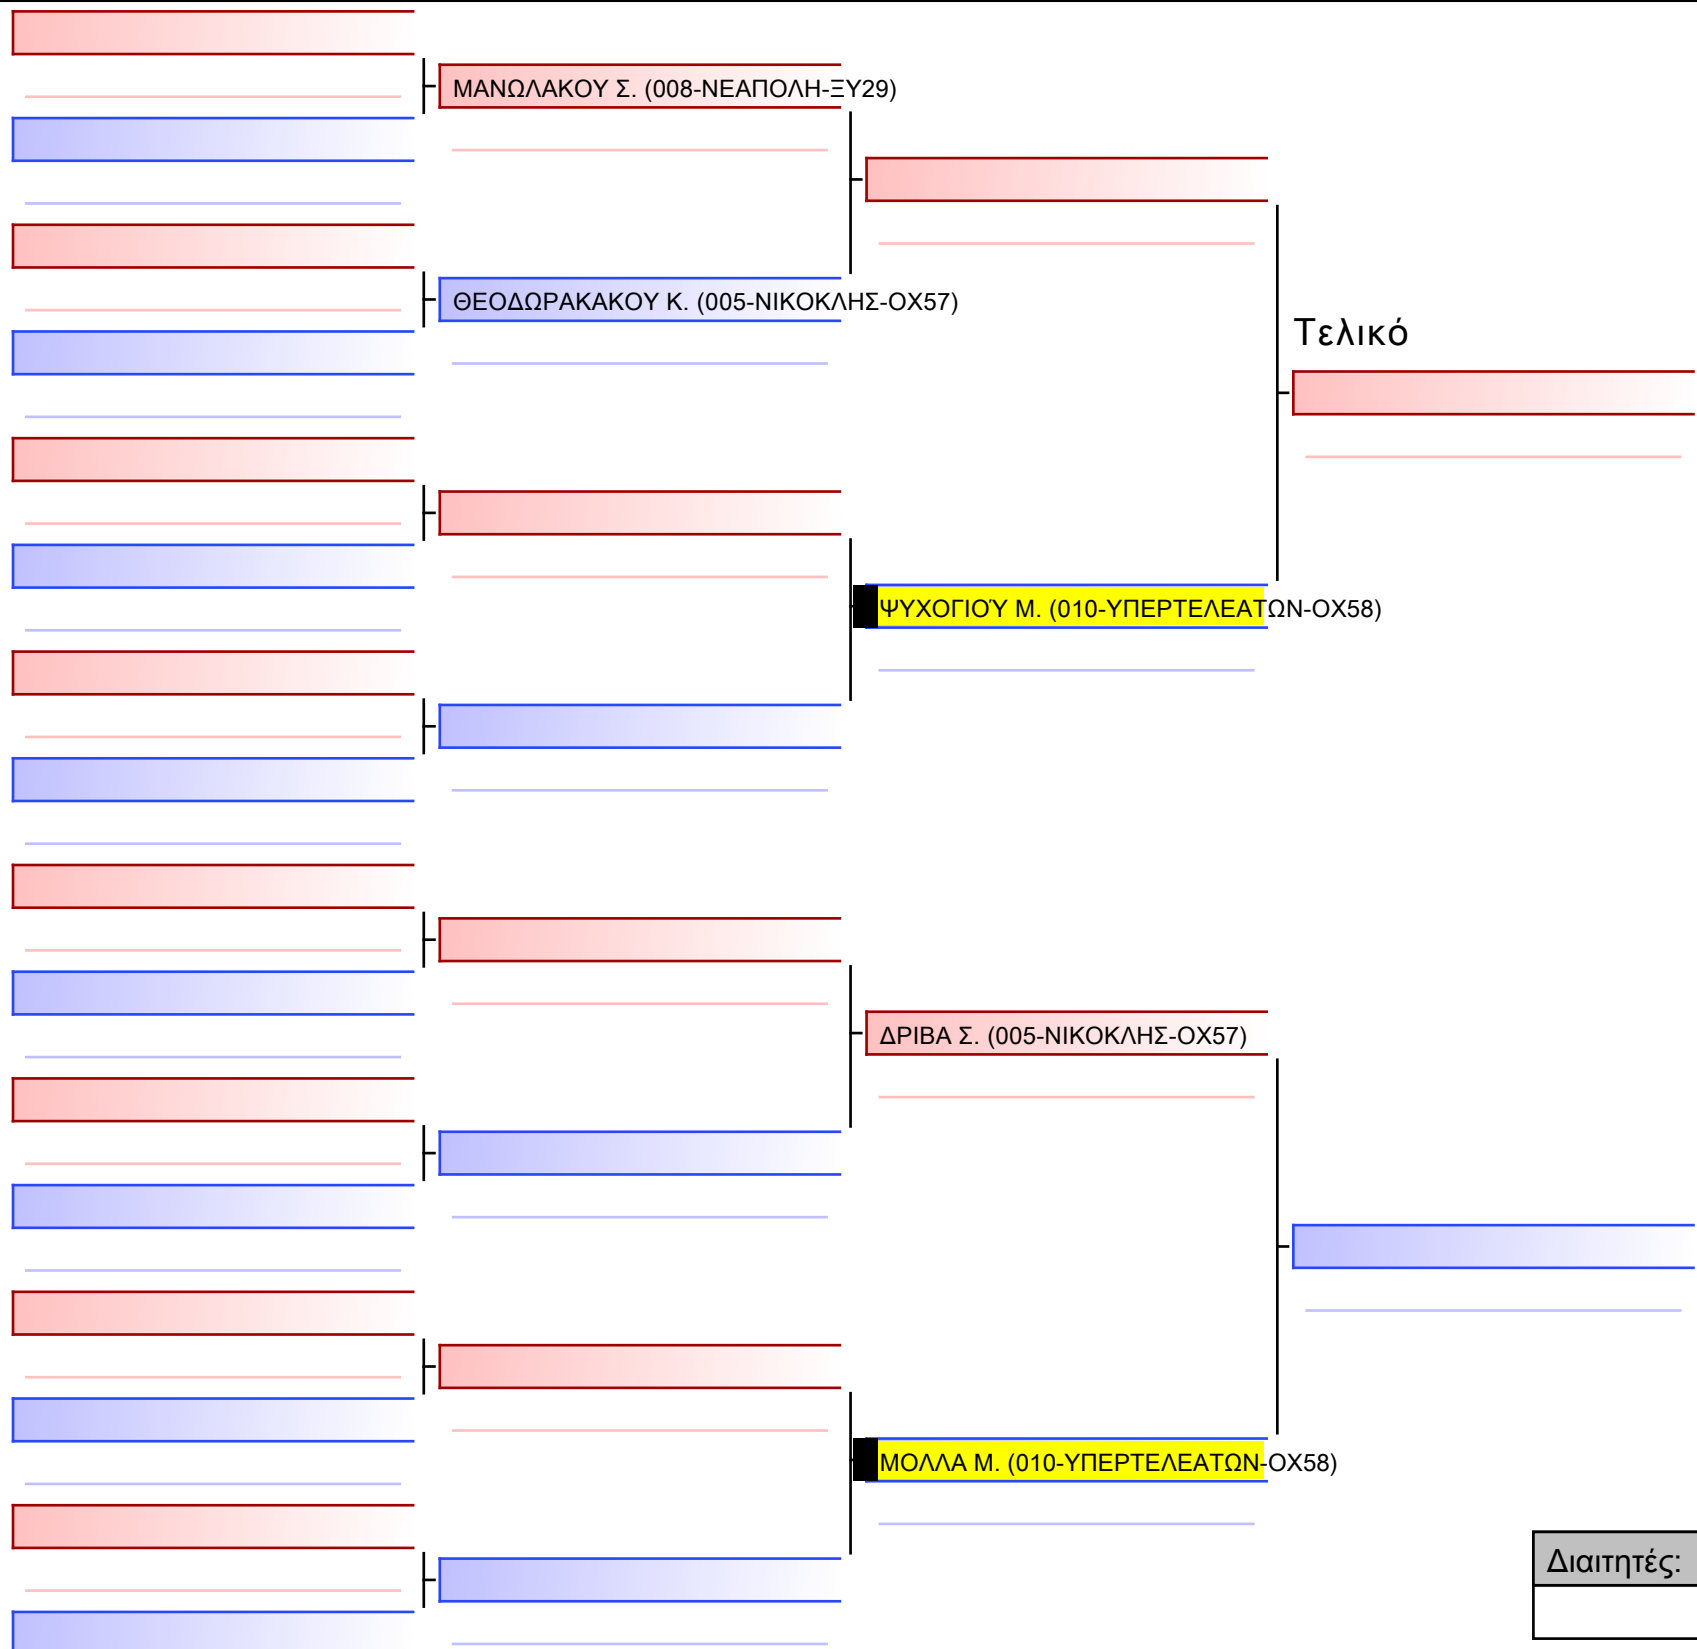 ΜΑΝΩΛΑΚΟΥ Σ. (008-ΝΕΑΠΟΛΗ-ΞΥ29)
ΘΕΟΔΩΡΑΚΑΚΟΥ Κ. (005-ΝΙΚΟΚΛΗΣ-ΟΧ57)
Τελικό
ΨΥΧΟΓΙΟΎ Μ. (010-ΥΠΕΡΤΕΛΕΑΤΩΝ-ΟΧ58)
ΔΡΙΒΑ Σ. (005-ΝΙΚΟΚΛΗΣ-ΟΧ57)
ΜΟΛΛΑ Μ. (010-ΥΠΕΡΤΕΛΕΑΤΩΝ-ΟΧ58)
Διαιτητές: